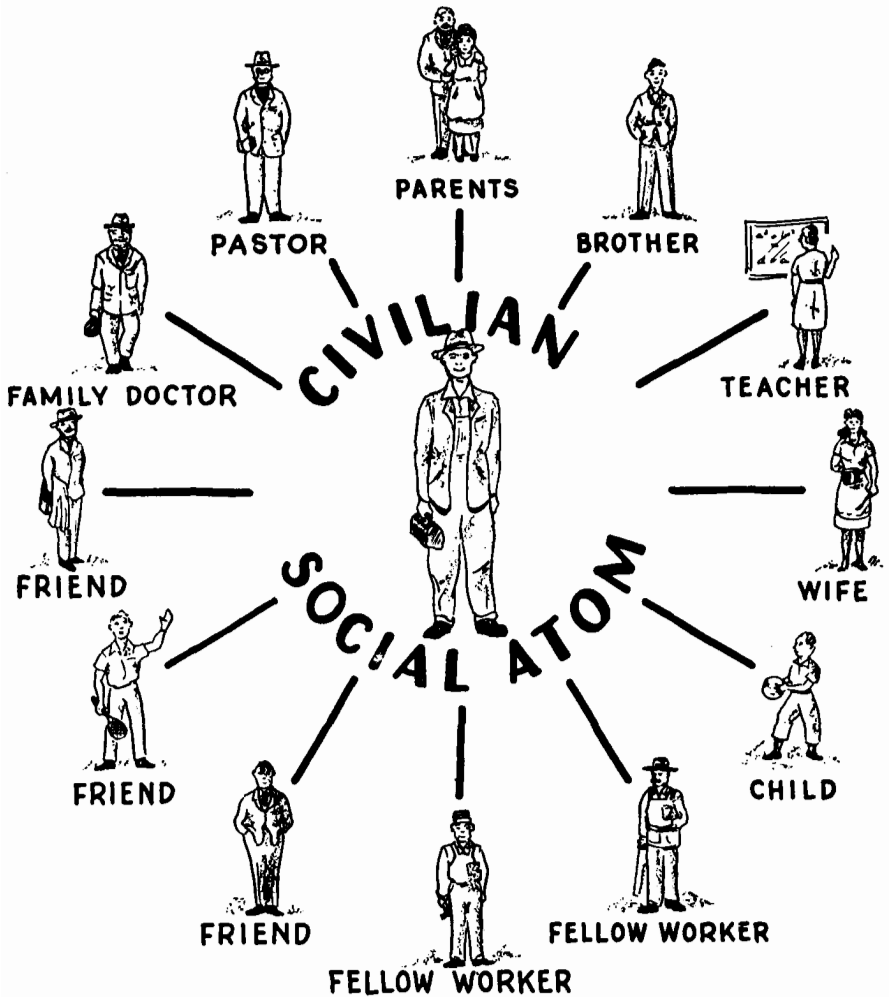 PARENTS
PASTOR
BROTHER
TEACHER
FAMILY DOCTOR
CIVILIAN
SOCIAL ATOM
FRIEND
WIFE
FRIEND
CHILD
FRIEND
FELLOW WORKER
FELLOW WORKER